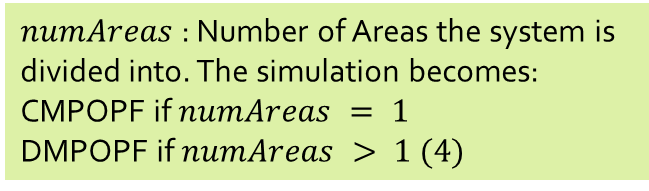 numAreas : Number of Areas the system is
divided into. The simulation becomes:
CMPOPF if numAreas = 1
DMPOPF if numAreas > 1 (4)